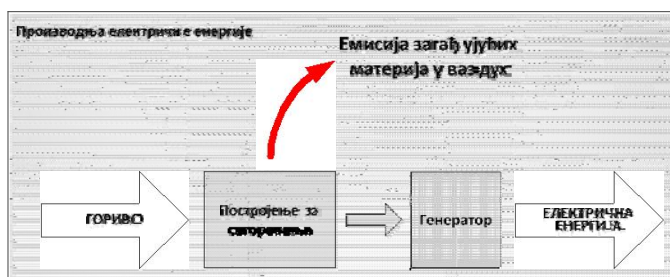 Производња електричне енергије
Емисија загађујућих
материја у ваздух
ГОРИВО
Постројење за
сагоревање
Генератор
ЕЛЕКТРИЧНА
ЕНЕРГИЈА